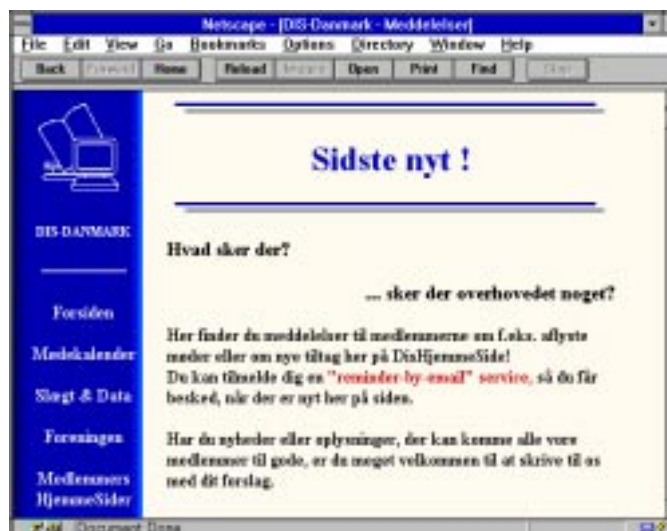 Netscape - [DIS-Danmark - Meddelelser]
File Edit View Go Bookmarks Options Directory Window Help
Back Forward Home Reload Images Open Print Find Stop
DIS-DANMARK
Forsiden
Mødekalender
Slægt & Data
Foreningen
Medlemmers
HjemmeSider
Sidste nyt !
Hvad sker der?
... sker der overhovedet noget?
Her finder du meddelelser til medlemmerne om f.eks. aflyste
møder eller om nye tiltag her på DisHjemmeSide!
Du kan tilmelde dig en "reminder-by-email" service, så du får
besked, når der er nyt her på siden.
Har du nyheder eller oplysninger, der kan komme alle vore
medlemmer til gode, er du meget velkommen til at skrive til os
med dit forslag.
Document Done